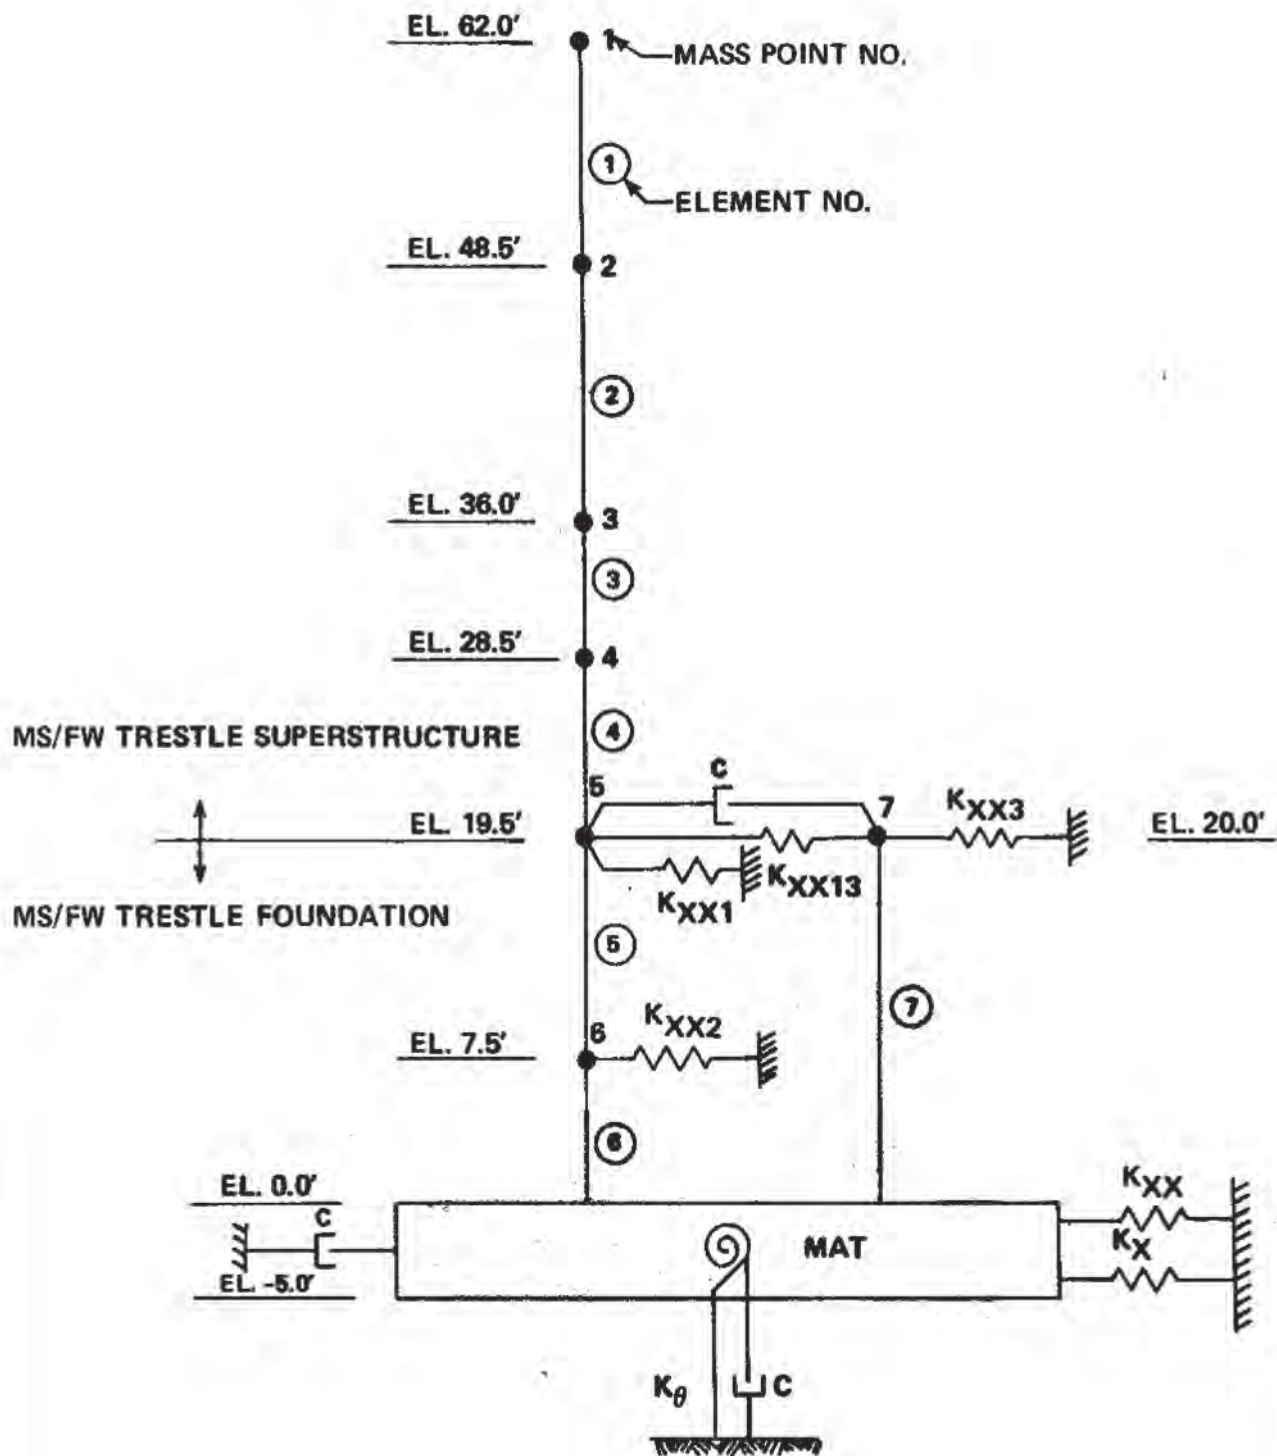 EL. 62.0'
1
MASS POINT NO.
1
ELEMENT NO.
EL. 48.5'
2
2
EL. 36.0'
3
3
EL. 28.5'
4
MS/FW TRESTLE SUPERSTRUCTURE
4
5
C
7
KXX3
EL. 19.5'
EL. 20.0'
KXX13
KXX1
MS/FW TRESTLE FOUNDATION
5
7
6
KXX2
EL. 7.5'
6
EL. 0.0'
KXX
C
MAT
KX
EL. -5.0'
Kθ
C